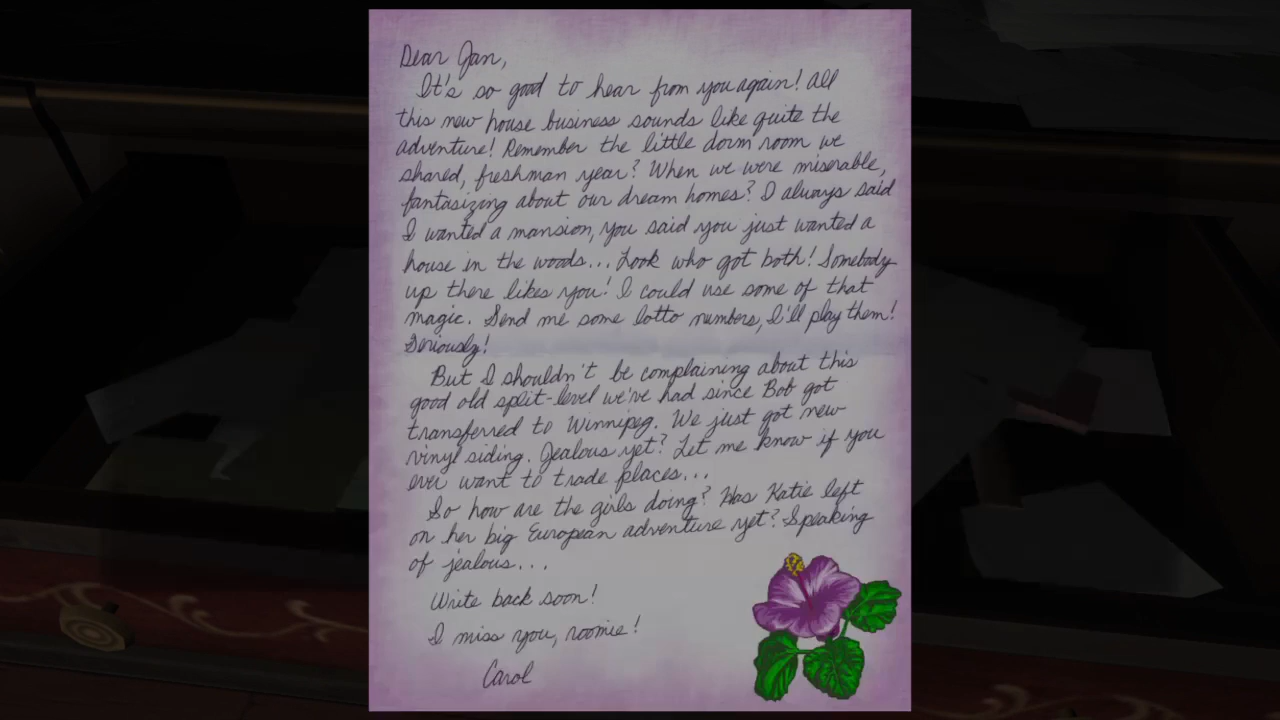 Dear Jan,
It's so good to hear from you again! All
this new house business sounds like quite the
adventure! Remember the little dorm room we
shared, freshman year? When we were miserable,
fantasizing about our dream homes? I always said
I wanted a mansion, you said you just wanted a
house in the woods... Look who got both! Somebody
up there likes you! I could use some of that
magic. Send me some lotto numbers, I'll play them!
Seriously!
But I shouldn't be complaining about this
good old split-level we've had since Bob got
transferred to Winnipeg. We just got new
vinyl siding. Jealous yet? Let me know if you
ever want to trade places...
So how are the girls doing? Has Katie left
on her big European adventure yet? Speaking
of jealous...
Write back soon!
I miss you, roomie!
Carol